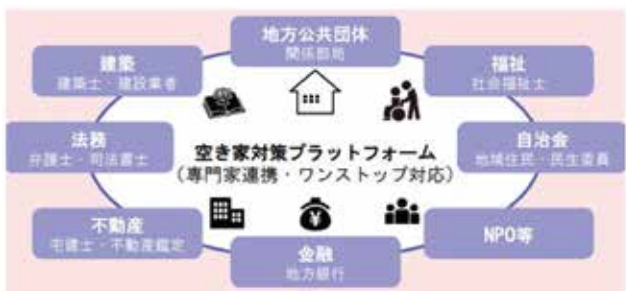 地方公共団体
関係部局
建築
建築士・建設業者
福祉
社会福祉士
法務
弁護士・司法書士
空き家対策プラットフォーム
(専門家連携・ワンストップ対応)
自治会
地域住民・民生委員
不動産
宅建士・不動産鑑定
¥
NPO等
金融
地方銀行